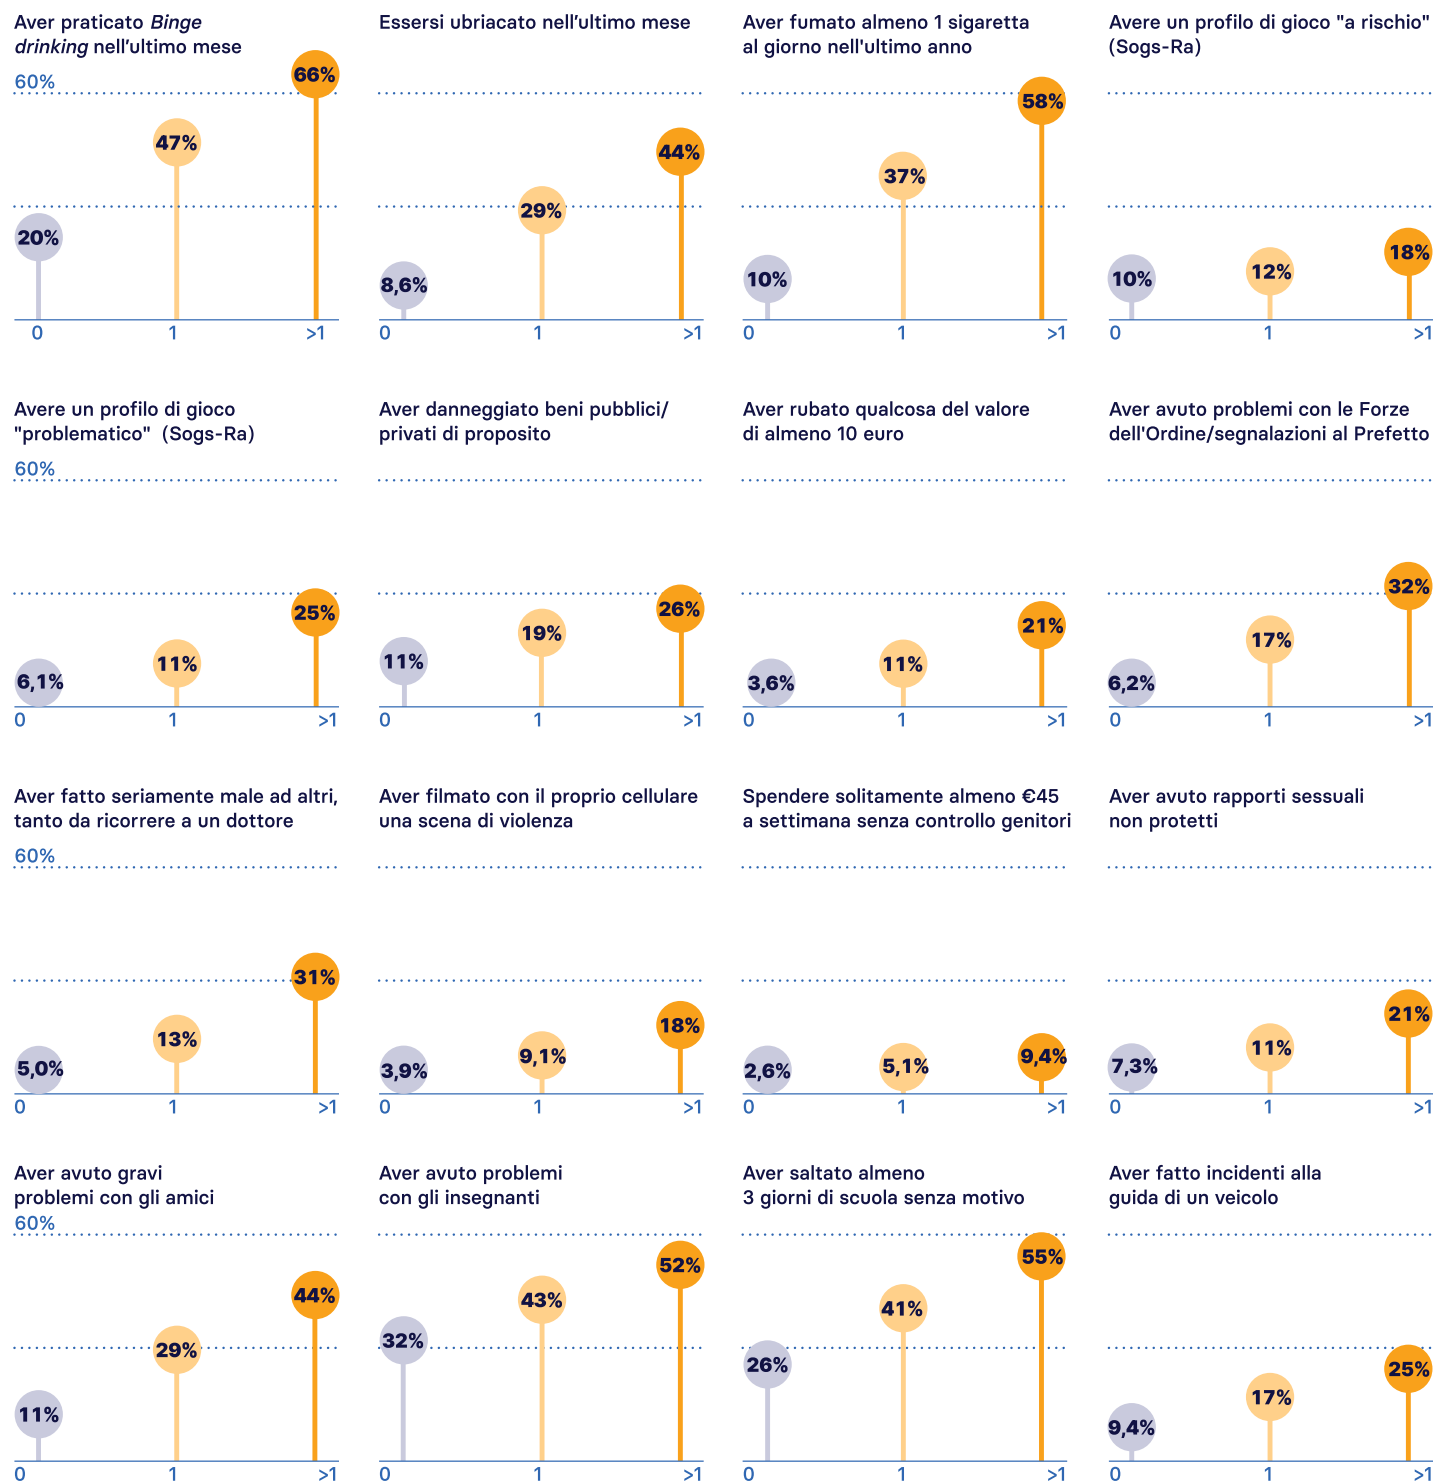 Aver praticato Binge
drinking nell'ultimo mese
60%
66%
47%
20%
0 1 >1
Essersi ubriacato nell'ultimo mese
44%
29%
8,6%
0 1 >1
Aver fumato almeno 1 sigaretta
al giorno nell'ultimo anno
58%
37%
10%
0 1 >1
Avere un profilo di gioco "a rischio"
(Sogs-Ra)
18%
12%
10%
0 1 >1
Avere un profilo di gioco
"problematico" (Sogs-Ra)
60%
25%
11%
6,1%
0 1 >1
Aver danneggiato beni pubblici/
privati di proposito
26%
19%
11%
0 1 >1
Aver rubato qualcosa del valore
di almeno 10 euro
21%
11%
3,6%
0 1 >1
Aver avuto problemi con le Forze
dell'Ordine/segnalazioni al Prefetto
32%
17%
6,2%
0 1 >1
Aver fatto seriamente male ad altri,
tanto da ricorrere a un dottore
60%
31%
13%
5,0%
0 1 >1
Aver filmato con il proprio cellulare
una scena di violenza
18%
9,1%
3,9%
0 1 >1
Spendere solitamente almeno €45
a settimana senza controllo genitori
9,4%
5,1%
2,6%
0 1 >1
Aver avuto rapporti sessuali
non protetti
21%
11%
7,3%
0 1 >1
Aver avuto gravi
problemi con gli amici
60%
44%
29%
11%
0 1 >1
Aver avuto problemi
con gli insegnanti
52%
43%
32%
0 1 >1
Aver saltato almeno
3 giorni di scuola senza motivo
55%
41%
26%
0 1 >1
Aver fatto incidenti alla
guida di un veicolo
25%
17%
9,4%
0 1 >1